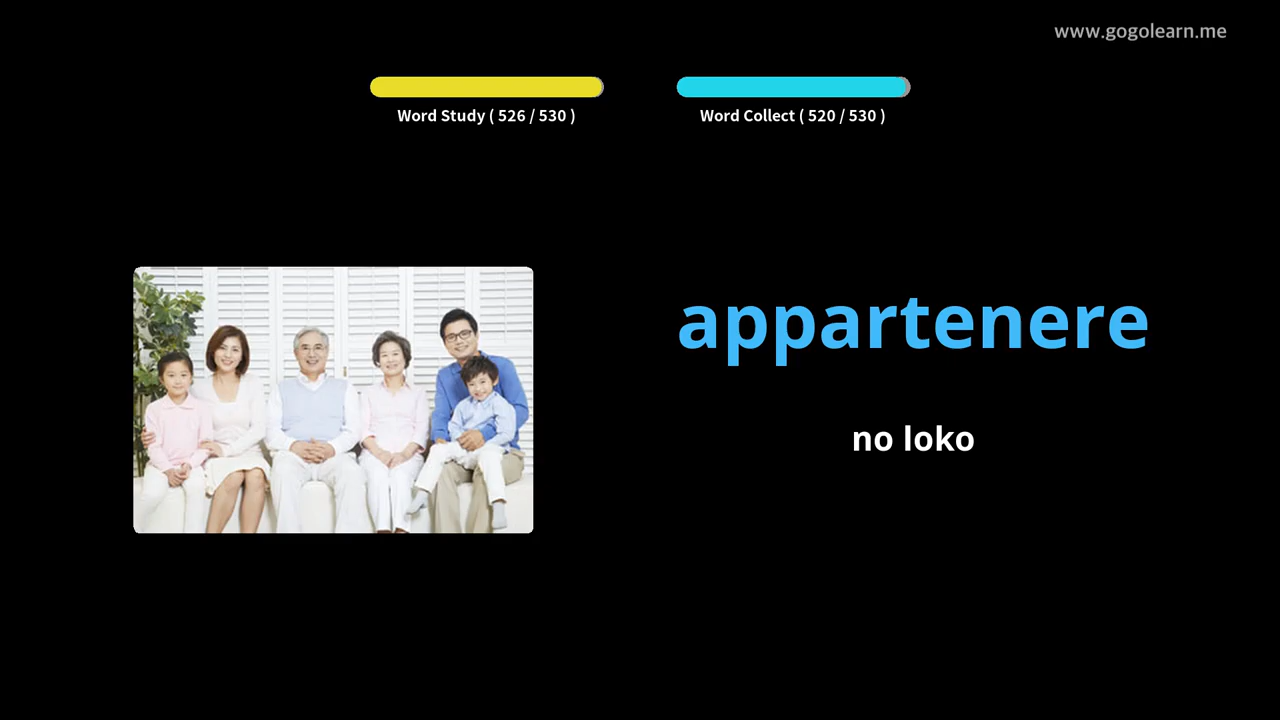 www.gogolearn.me
Word Study ( 526 / 530 )
Word Collect ( 520 / 530 )
appartenere
no loko